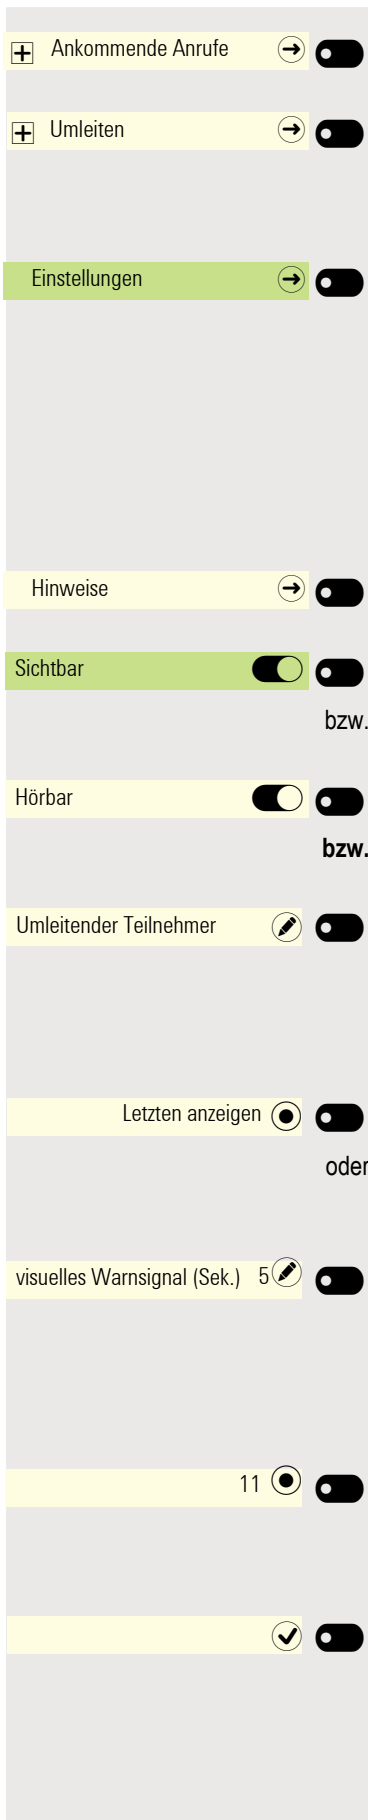 Ankommende Anrufe
Umleiten
Einstellungen
Hinweise
Sichtbar
bzw.
Hörbar
bzw.
Umleitender Teilnehmer
Letzten anzeigen
oder
visuelles Warnsignal (Sek.) 5
11